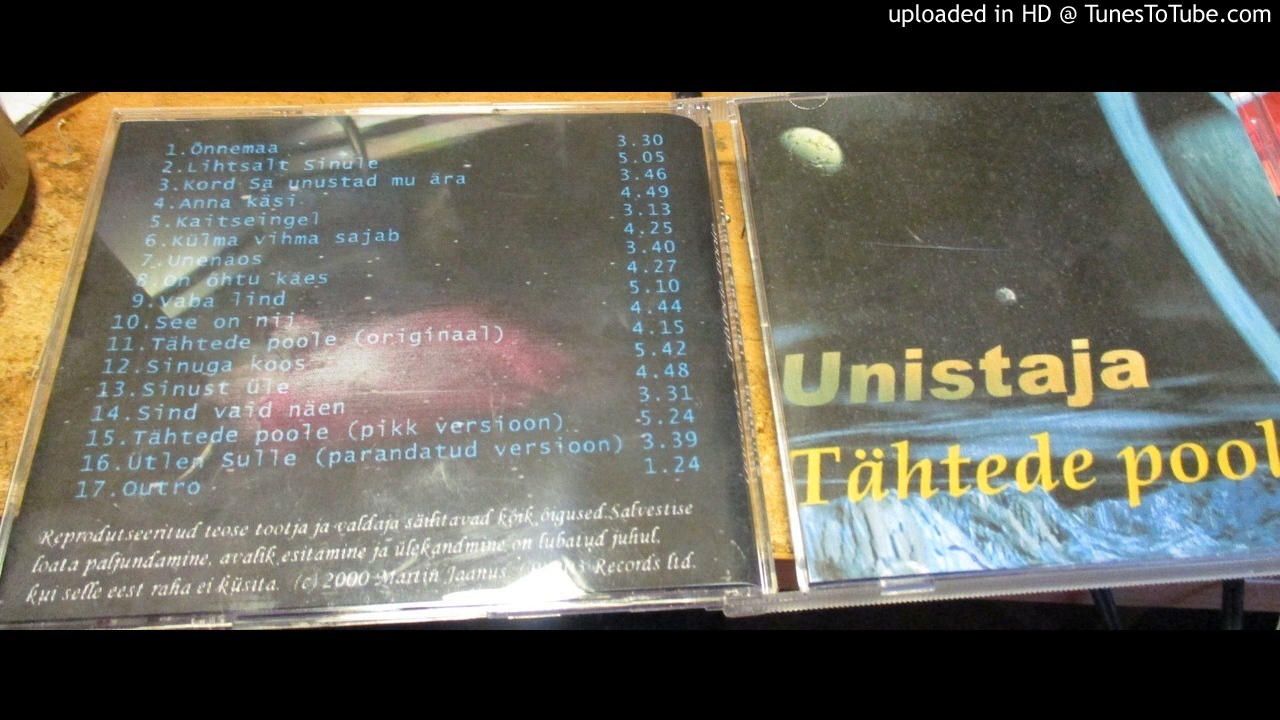 uploaded in HD @ TunesToTube.com
1.Õnnemaa 3.30
2.Lihtsalt Sinule 5.05
3.Kord Sa unustad mu ära 3.46
4.Anna käsi 4.49
5.Kaitseingel 3.13
6.Külma vihma sajab 4.25
7.Unenäos 3.40
8.On õhtu käes 4.27
9.Vaba lind 5.10
10.See on nii 4.44
11.Tähtede poole (originaal) 4.15
12.Sinuga koos 5.42
13.Sinust üle 4.48
14.Sind vaid näen 3.31
15.Tähtede poole (pikk versioon) 5.24
16.Ütlen Sulle (parandatud versioon) 3.39
17.Outro 1.24
Reprodutseeritud teose tootja ja valdaja säilitavad kõik õigused.Salvestise
loata paljundamine, avalik esitamine ja ülekandmine on lubatud juhul,
kui selle eest raha ei küsita. (c) 2000 Martin Jaanus, Records ltd.
Unistaja
Tähtede pool